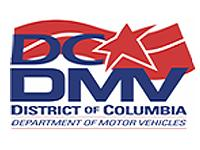 DC
DMV
DISTRICT OF COLUMBIA
DEPARTMENT OF MOTOR VEHICLES